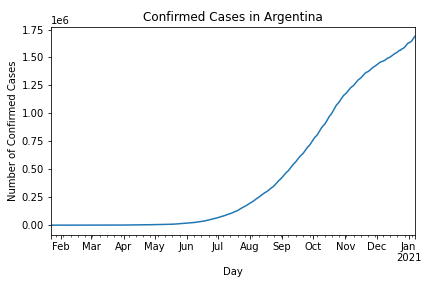 Confirmed Cases in Argentina
1e6
1.75
1.50
1.25
1.00
0.75
0.50
0.25
0.00
Number of Confirmed Cases
Feb Mar Apr May Jun Jul Aug Sep Oct Nov Dec Jan
2021
Day